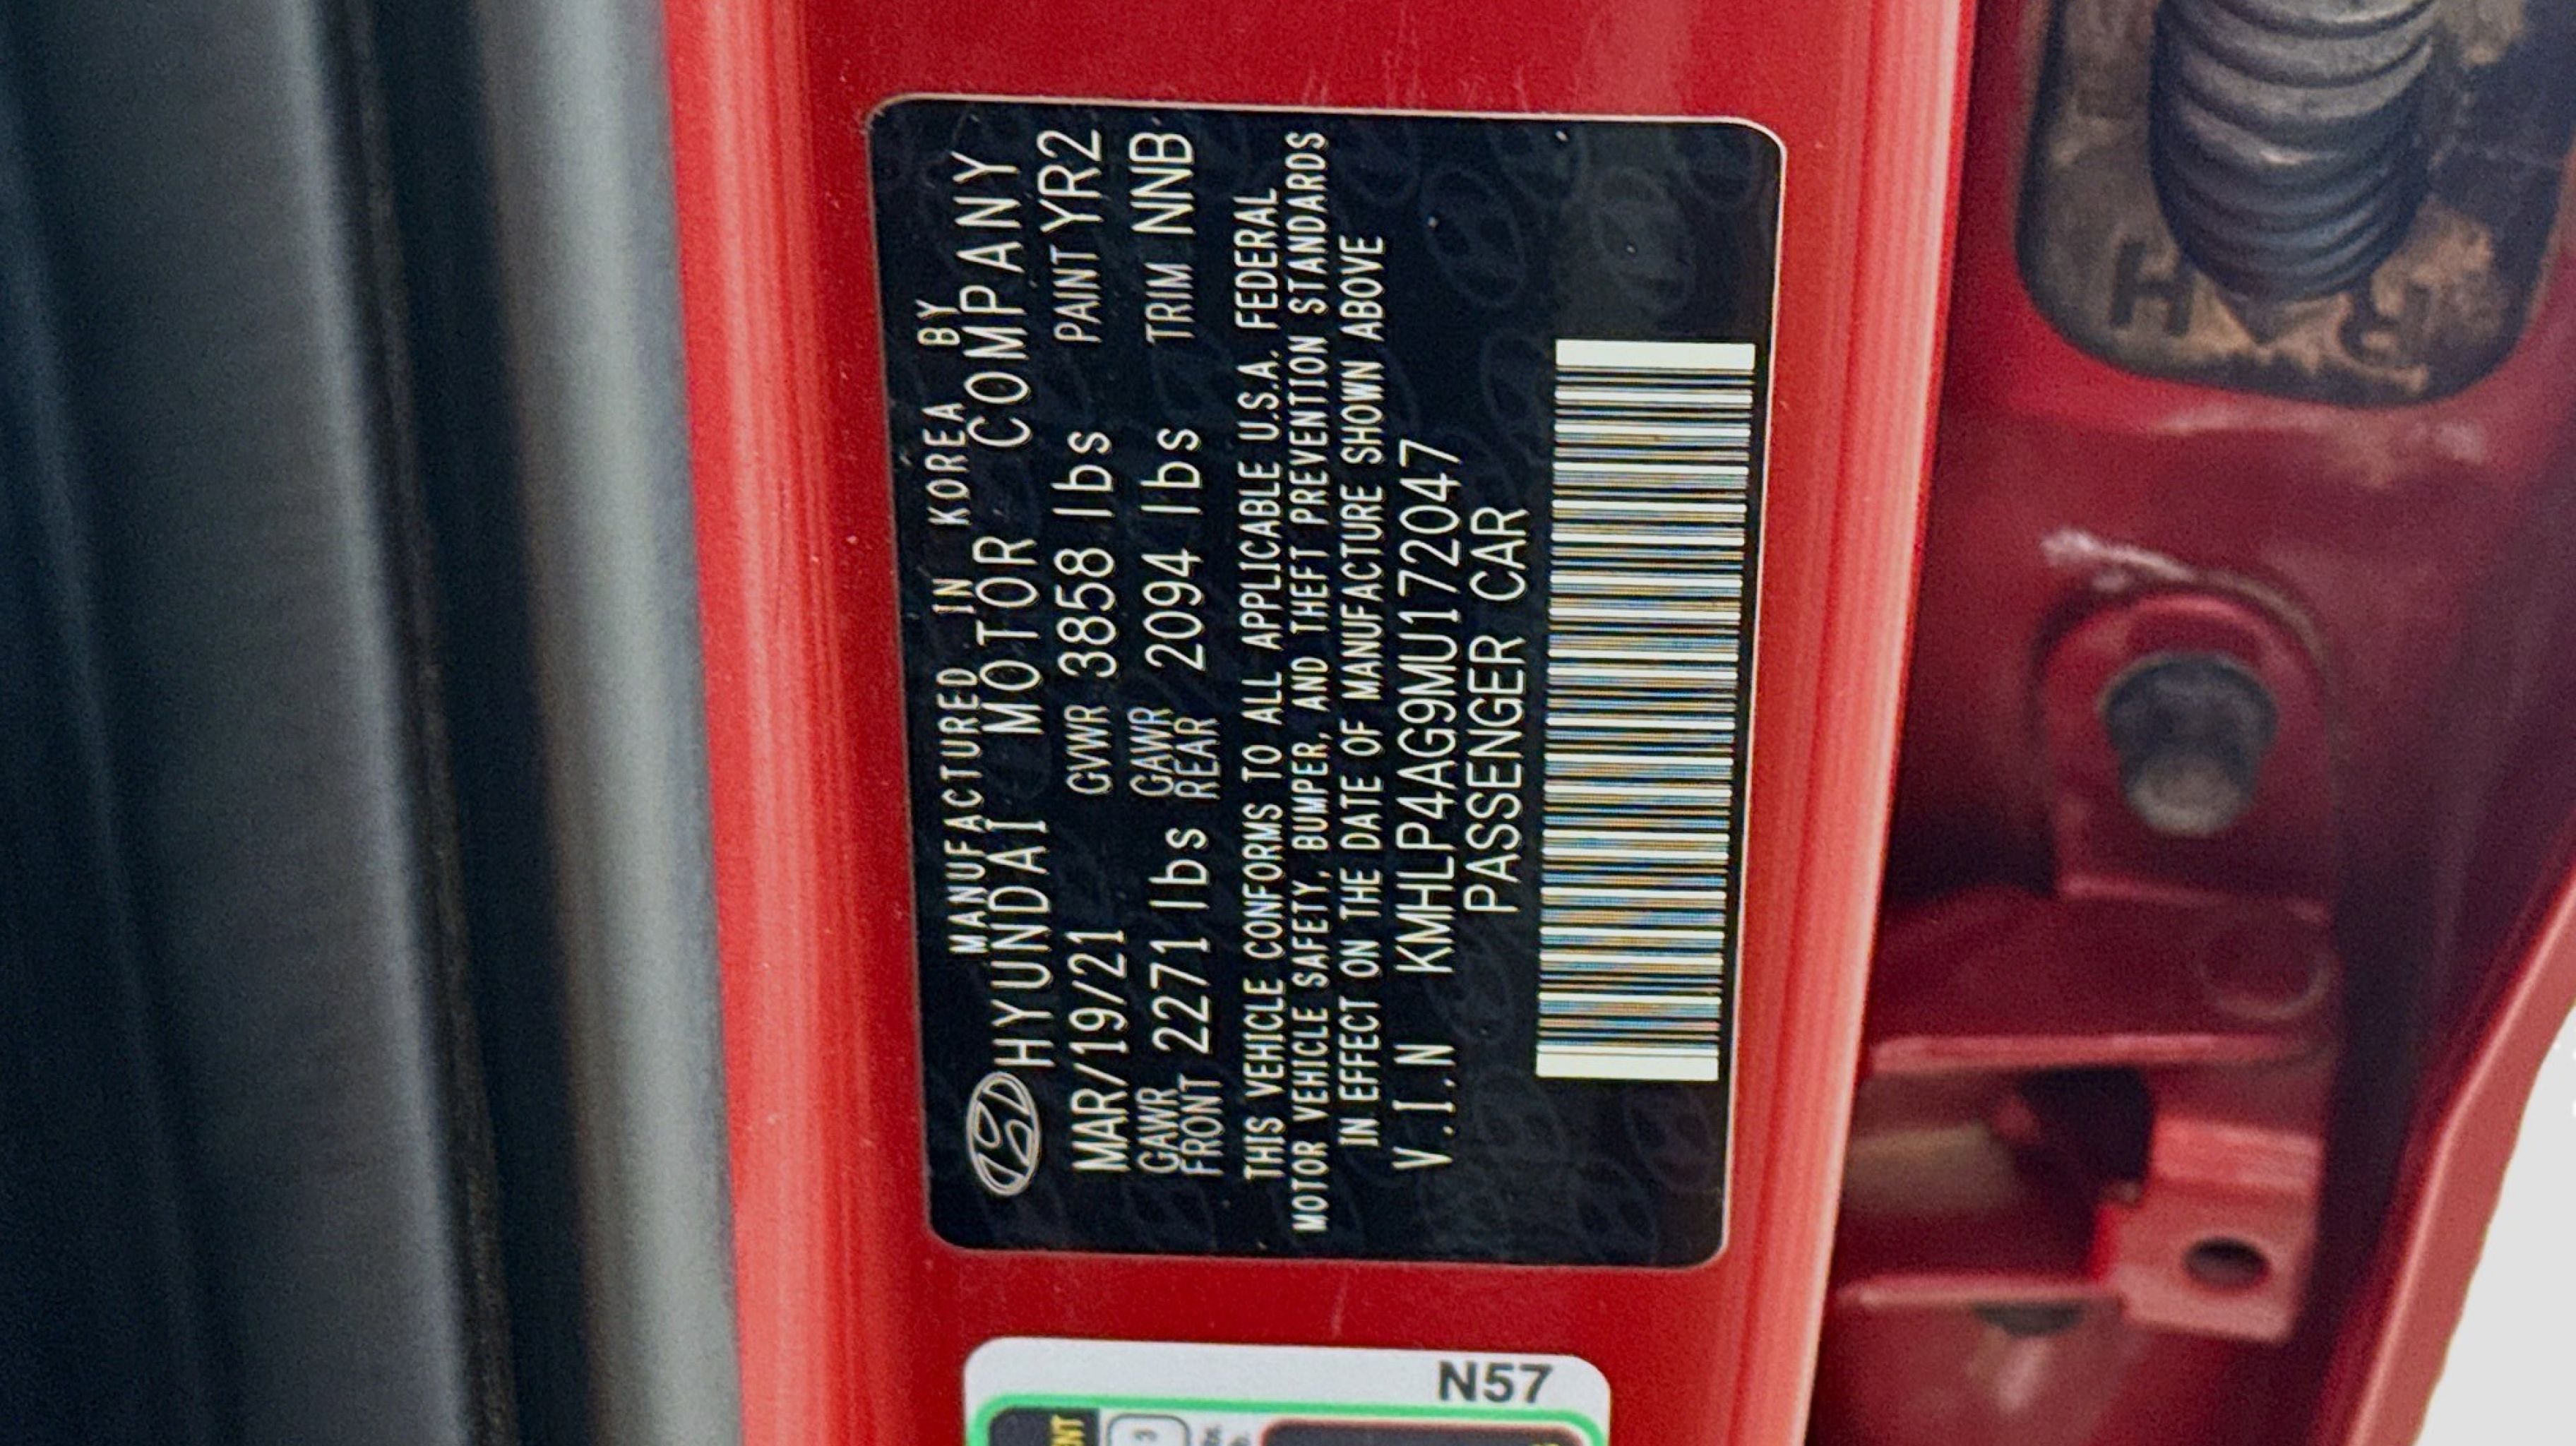 MANUFACTURED IN KOREA BY
HYUNDAI MOTOR COMPANY
MAR/19/21 GVWR 3858 lbs PAINT YR2
GAWR FRONT 2271 lbs GAWR REAR 2094 lbs TRIM NNB
THIS VEHICLE CONFORMS TO ALL APPLICABLE U.S.A. FEDERAL
MOTOR VEHICLE SAFETY, BUMPER, AND THEFT PREVENTION STANDARDS
IN EFFECT ON THE DATE OF MANUFACTURE SHOWN ABOVE
V.I.N KMHLP4AG9MU172047
PASSENGER CAR
N57